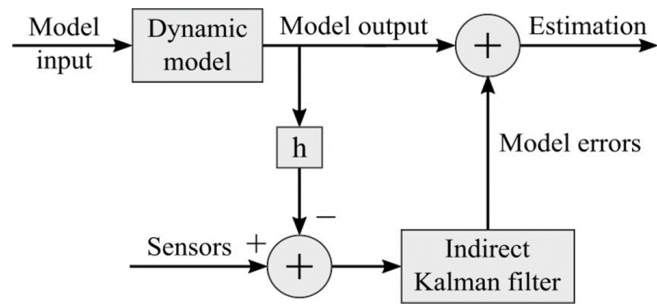 Model
input
Dynamic
model
Model output
+
Estimation
h
Model errors
−
Sensors
+
+
Indirect
Kalman filter